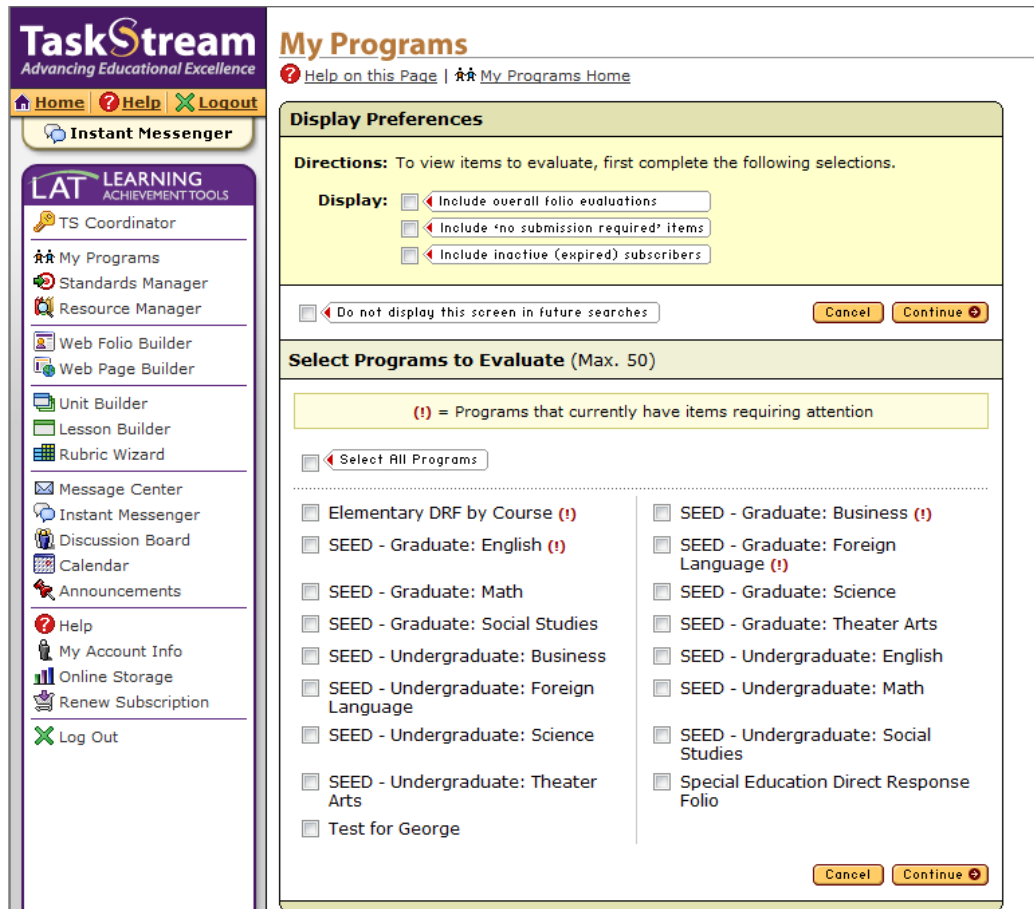 TaskStream
Advancing Educational Excellence
Home Help Logout
Instant Messenger
LAT LEARNING
ACHIEVEMENT TOOLS
TS Coordinator
My Programs
Standards Manager
Resource Manager
Web Folio Builder
Web Page Builder
Unit Builder
Lesson Builder
Rubric Wizard
Message Center
Instant Messenger
Discussion Board
Calendar
Announcements
Help
My Account Info
Online Storage
Renew Subscription
Log Out
My Programs
Help on this Page | My Programs Home
Display Preferences
Directions: To view items to evaluate, first complete the following selections.
Display: Include overall folio evaluations
Include 'no submission required' items
Include inactive (expired) subscribers
Do not display this screen in future searches Cancel Continue
Select Programs to Evaluate (Max. 50)
(!) = Programs that currently have items requiring attention
Select All Programs
Elementary DRF by Course (!)
SEED - Graduate: Business (!)
SEED - Graduate: English (!)
SEED - Graduate: Foreign
Language (!)
SEED - Graduate: Math
SEED - Graduate: Science
SEED - Graduate: Social Studies
SEED - Graduate: Theater Arts
SEED - Undergraduate: Business
SEED - Undergraduate: English
SEED - Undergraduate: Foreign
Language
SEED - Undergraduate: Math
SEED - Undergraduate: Science
SEED - Undergraduate: Social
Studies
SEED - Undergraduate: Theater
Arts
Special Education Direct Response
Folio
Test for George
Cancel Continue